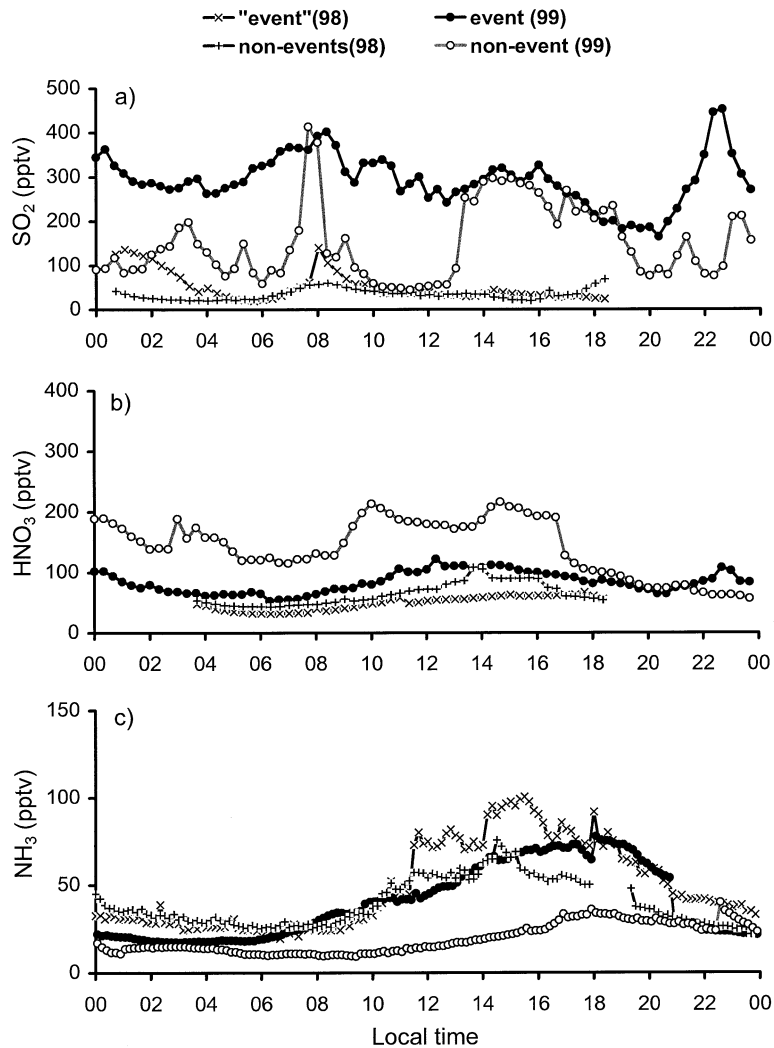 "event"(98) event (99)
non-events(98) non-event (99)
a)
SO2 (pptv)
500
400
300
200
100
0
00 02 04 06 08 10 12 14 16 18 20 22 00
b)
HNO3 (pptv)
400
300
200
100
0
00 02 04 06 08 10 12 14 16 18 20 22 00
c)
NH3 (pptv)
150
100
50
0
00 02 04 06 08 10 12 14 16 18 20 22 00
Local time